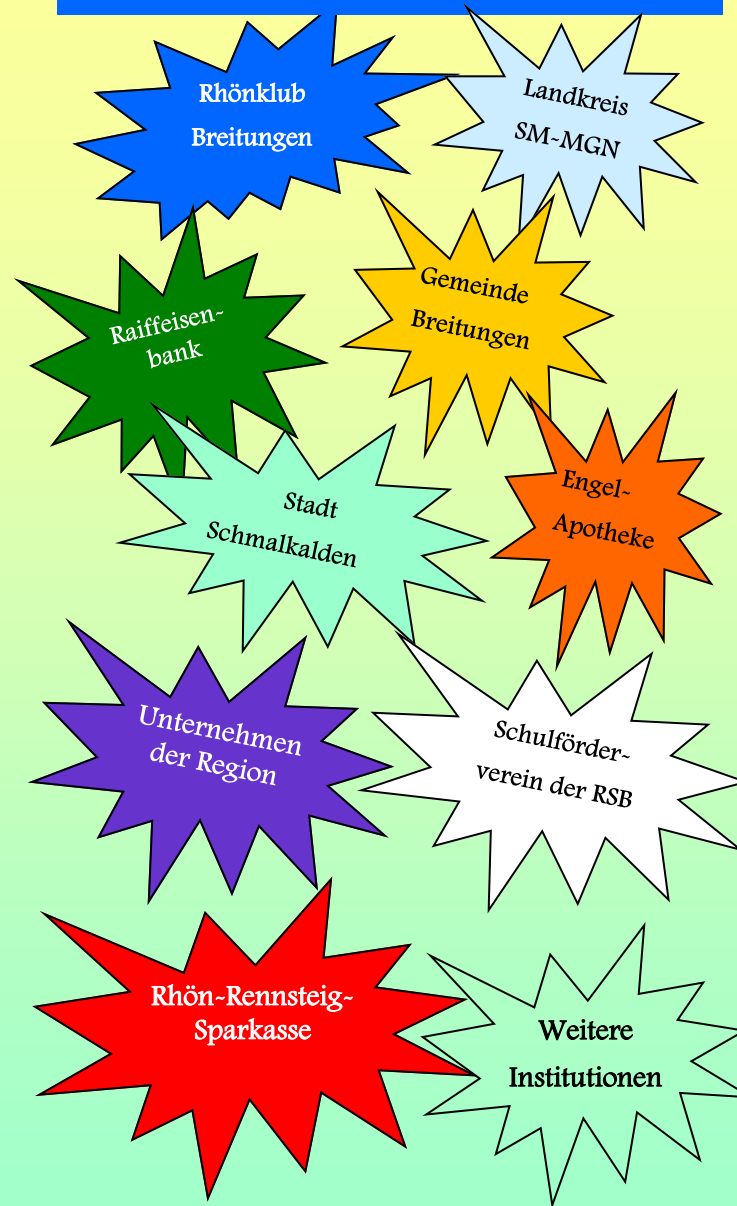 Rhönklub
Breitungen
Landkreis
SM-MGN
Raiffeisen-
bank
Gemeinde
Breitungen
Stadt
Schmalkalden
Engel-
Apotheke
Unternehmen
der Region
Schulförder-
verein der RSB
Rhön-Rennsteig-
Sparkasse
Weitere
Institutionen